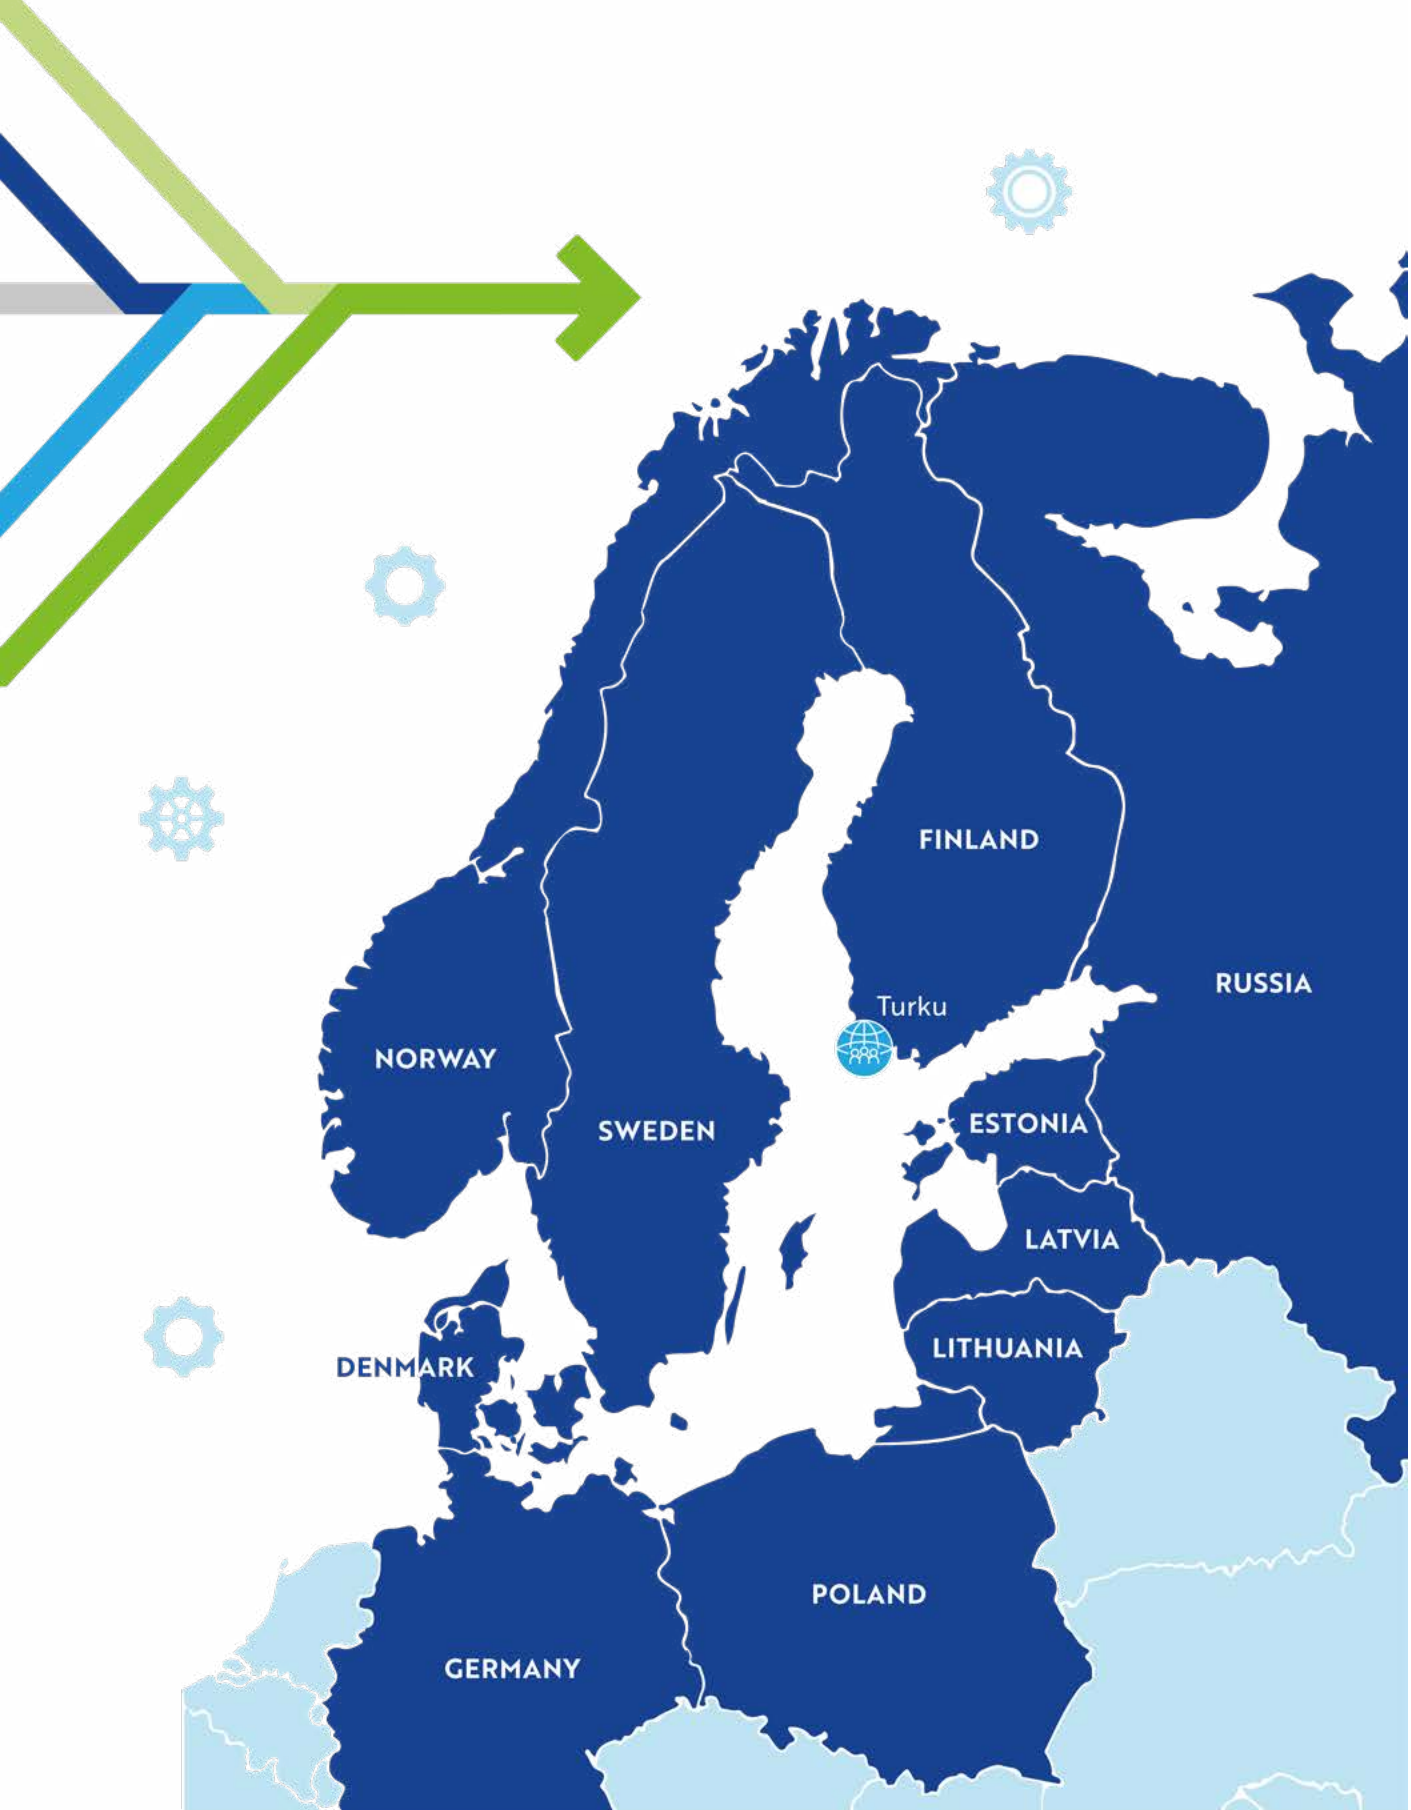 FINLAND
RUSSIA
Turku
NORWAY
ESTONIA
SWEDEN
LATVIA
LITHUANIA
DENMARK
POLAND
GERMANY